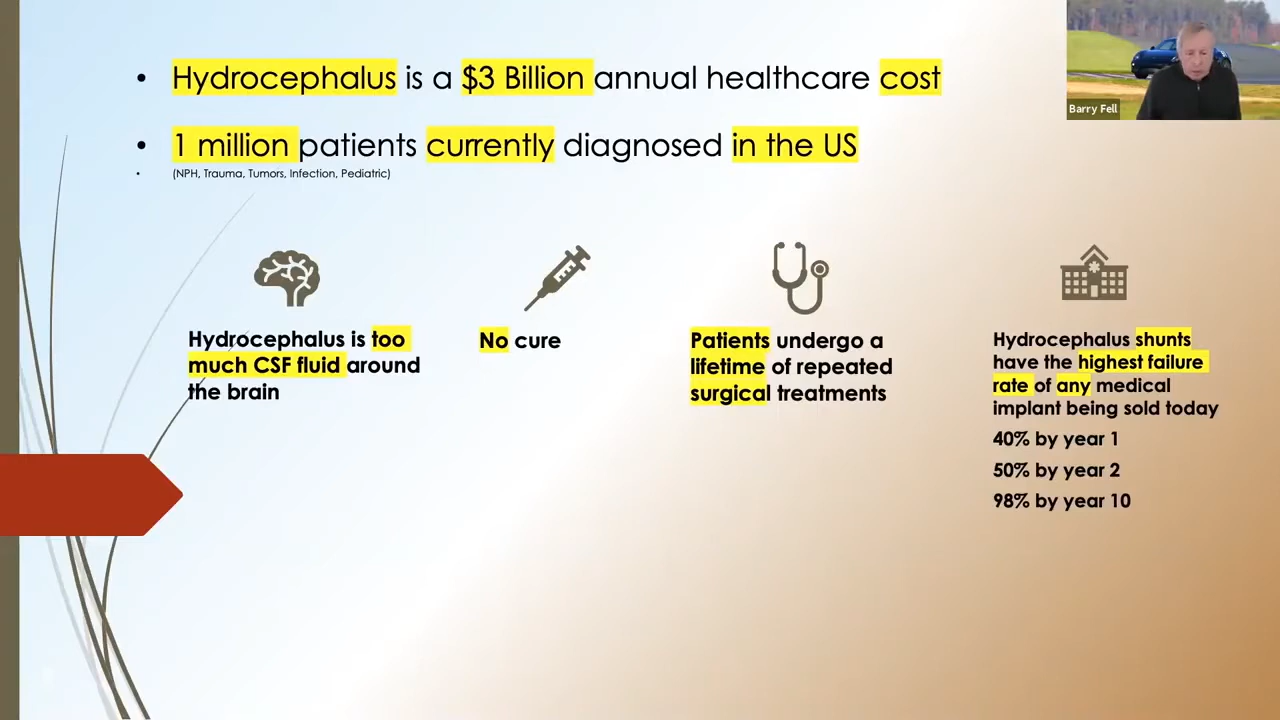 • Hydrocephalus is a $3 Billion annual healthcare cost
• 1 million patients currently diagnosed in the US
• (NPH, Trauma, Tumors, Infection, Pediatric)
Barry Fell
Hydrocephalus is too
much CSF fluid around
the brain
No cure
Patients undergo a
lifetime of repeated
surgical treatments
Hydrocephalus shunts
have the highest failure
rate of any medical
implant being sold today
40% by year 1
50% by year 2
98% by year 10